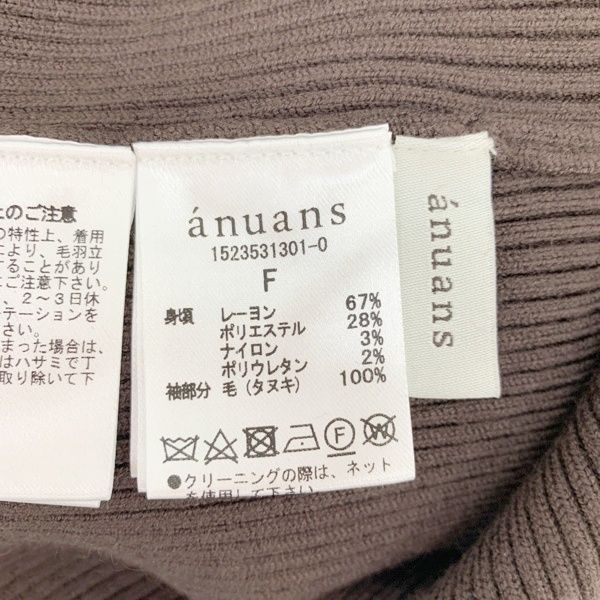 上のご注意
の特性上、着用
により、毛羽立
することがあり
はご注意下さい。
、2～3日休
ーテーションを
さい。
まった場合は、
はハサミで丁
取り除いて下
ánuans
1523531301-0
F
身頃 レーヨン 67%
ポリエステル 28%
ナイロン 3%
ポリウレタン 2%
袖部分 毛(タヌキ) 100%
F
W
●クリーニングの際は、ネット
を使用して下さい
ánuans